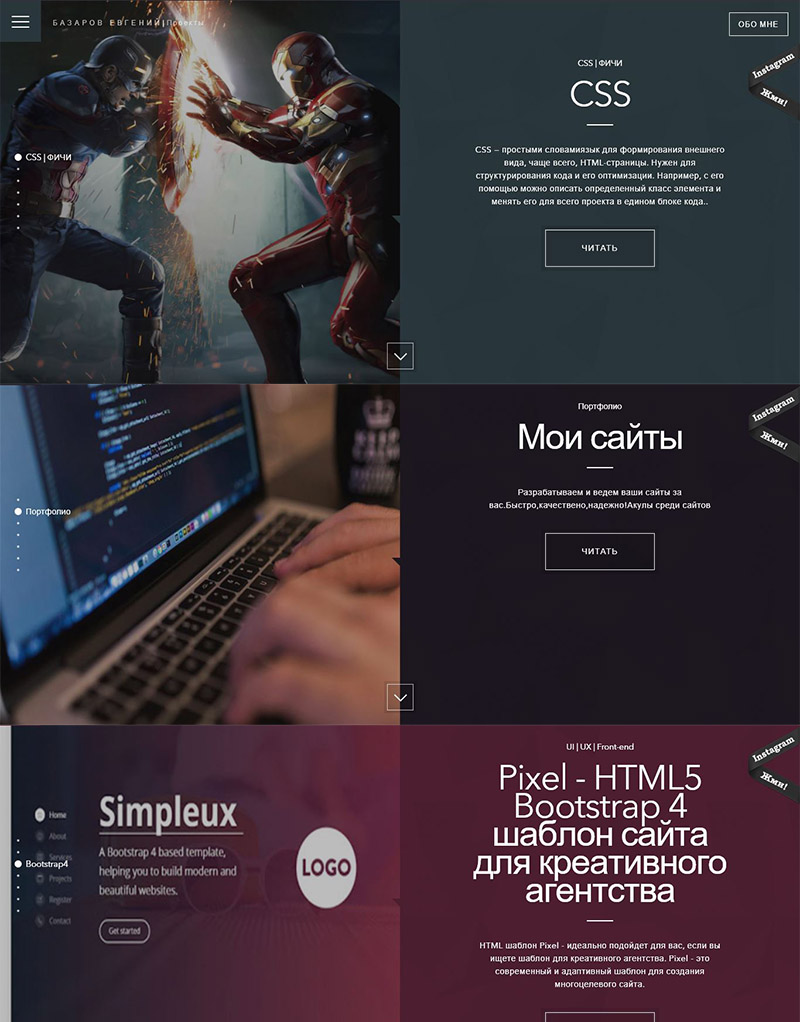 БАЗАРОВ ЕВГЕНИЙ|Проекты
ОБО МНЕ
CSS | ФИЧИ
Instagram
Жми!
CSS
CSS – простыми словамиязык для формирования внешнего
вида, чаще всего, HTML-страницы. Нужен для
структурирования кода и его оптимизации. Например, с его
помощью можно описать определенный класс элемента и
менять его для всего проекта в едином блоке кода..
CSS | ФИЧИ
ЧИТАТЬ
Портфолио
Instagram
Жми!
Мои сайты
Разрабатываем и ведем ваши сайты за
вас.Быстро,качествено,надежно!Акулы среди сайтов
Портфолио
ЧИТАТЬ
UI | UX | Front-end
Instagram
Жми!
Pixel - HTML5
Bootstrap 4
шаблон сайта
для креативного
агентства
HTML шаблон Pixel - идеально подойдет для вас, если вы
ищете шаблон для креативного агентства. Pixel - это
современный и адаптивный шаблон для создания
многоцелевого сайта.
Simpleux
A Bootstrap 4 based template,
helping you to build modern and
beautiful websites.
Get started
LOGO
Home
About
Services
Bootstrap4
Projects
Register
Contact